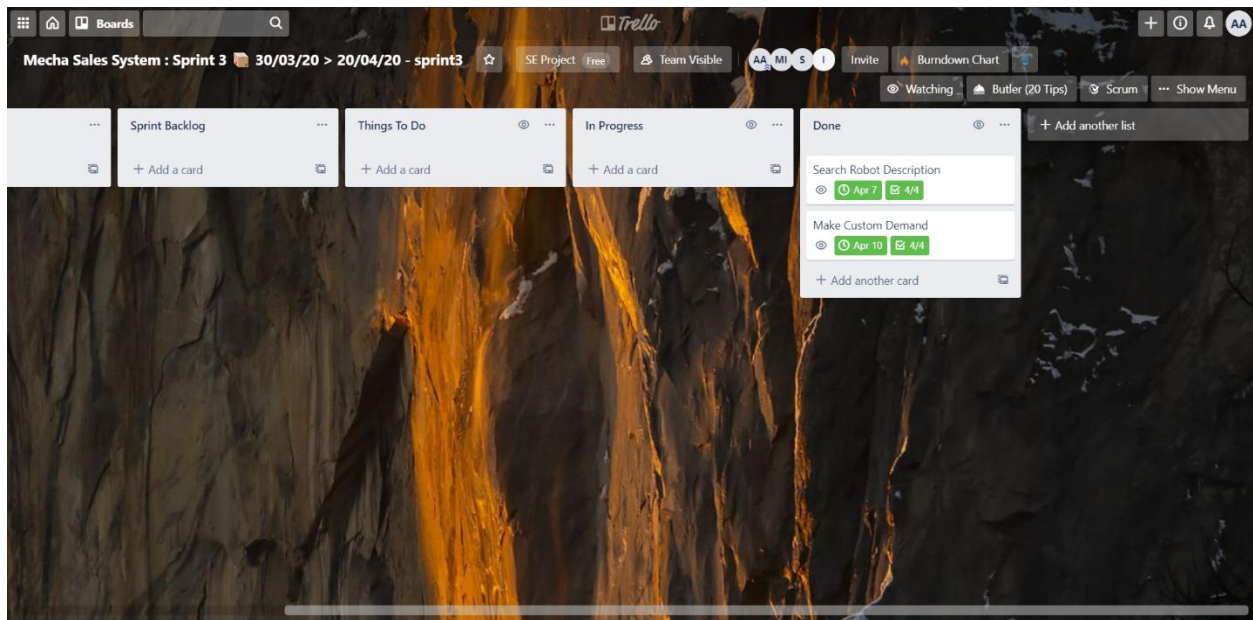 Boards
Trello
AA
Mecha Sales System : Sprint 3 30/03/20 > 20/04/20 - sprint3
SE Project Free
Team Visible
AA MI S I
Invite
Burndown Chart
Watching
Butler (20 Tips)
Scrum
··· Show Menu
Sprint Backlog
+ Add a card
Things To Do
+ Add a card
In Progress
+ Add a card
Done
Search Robot Description
Apr 7 4/4
Make Custom Demand
Apr 10 4/4
+ Add another card
+ Add another list